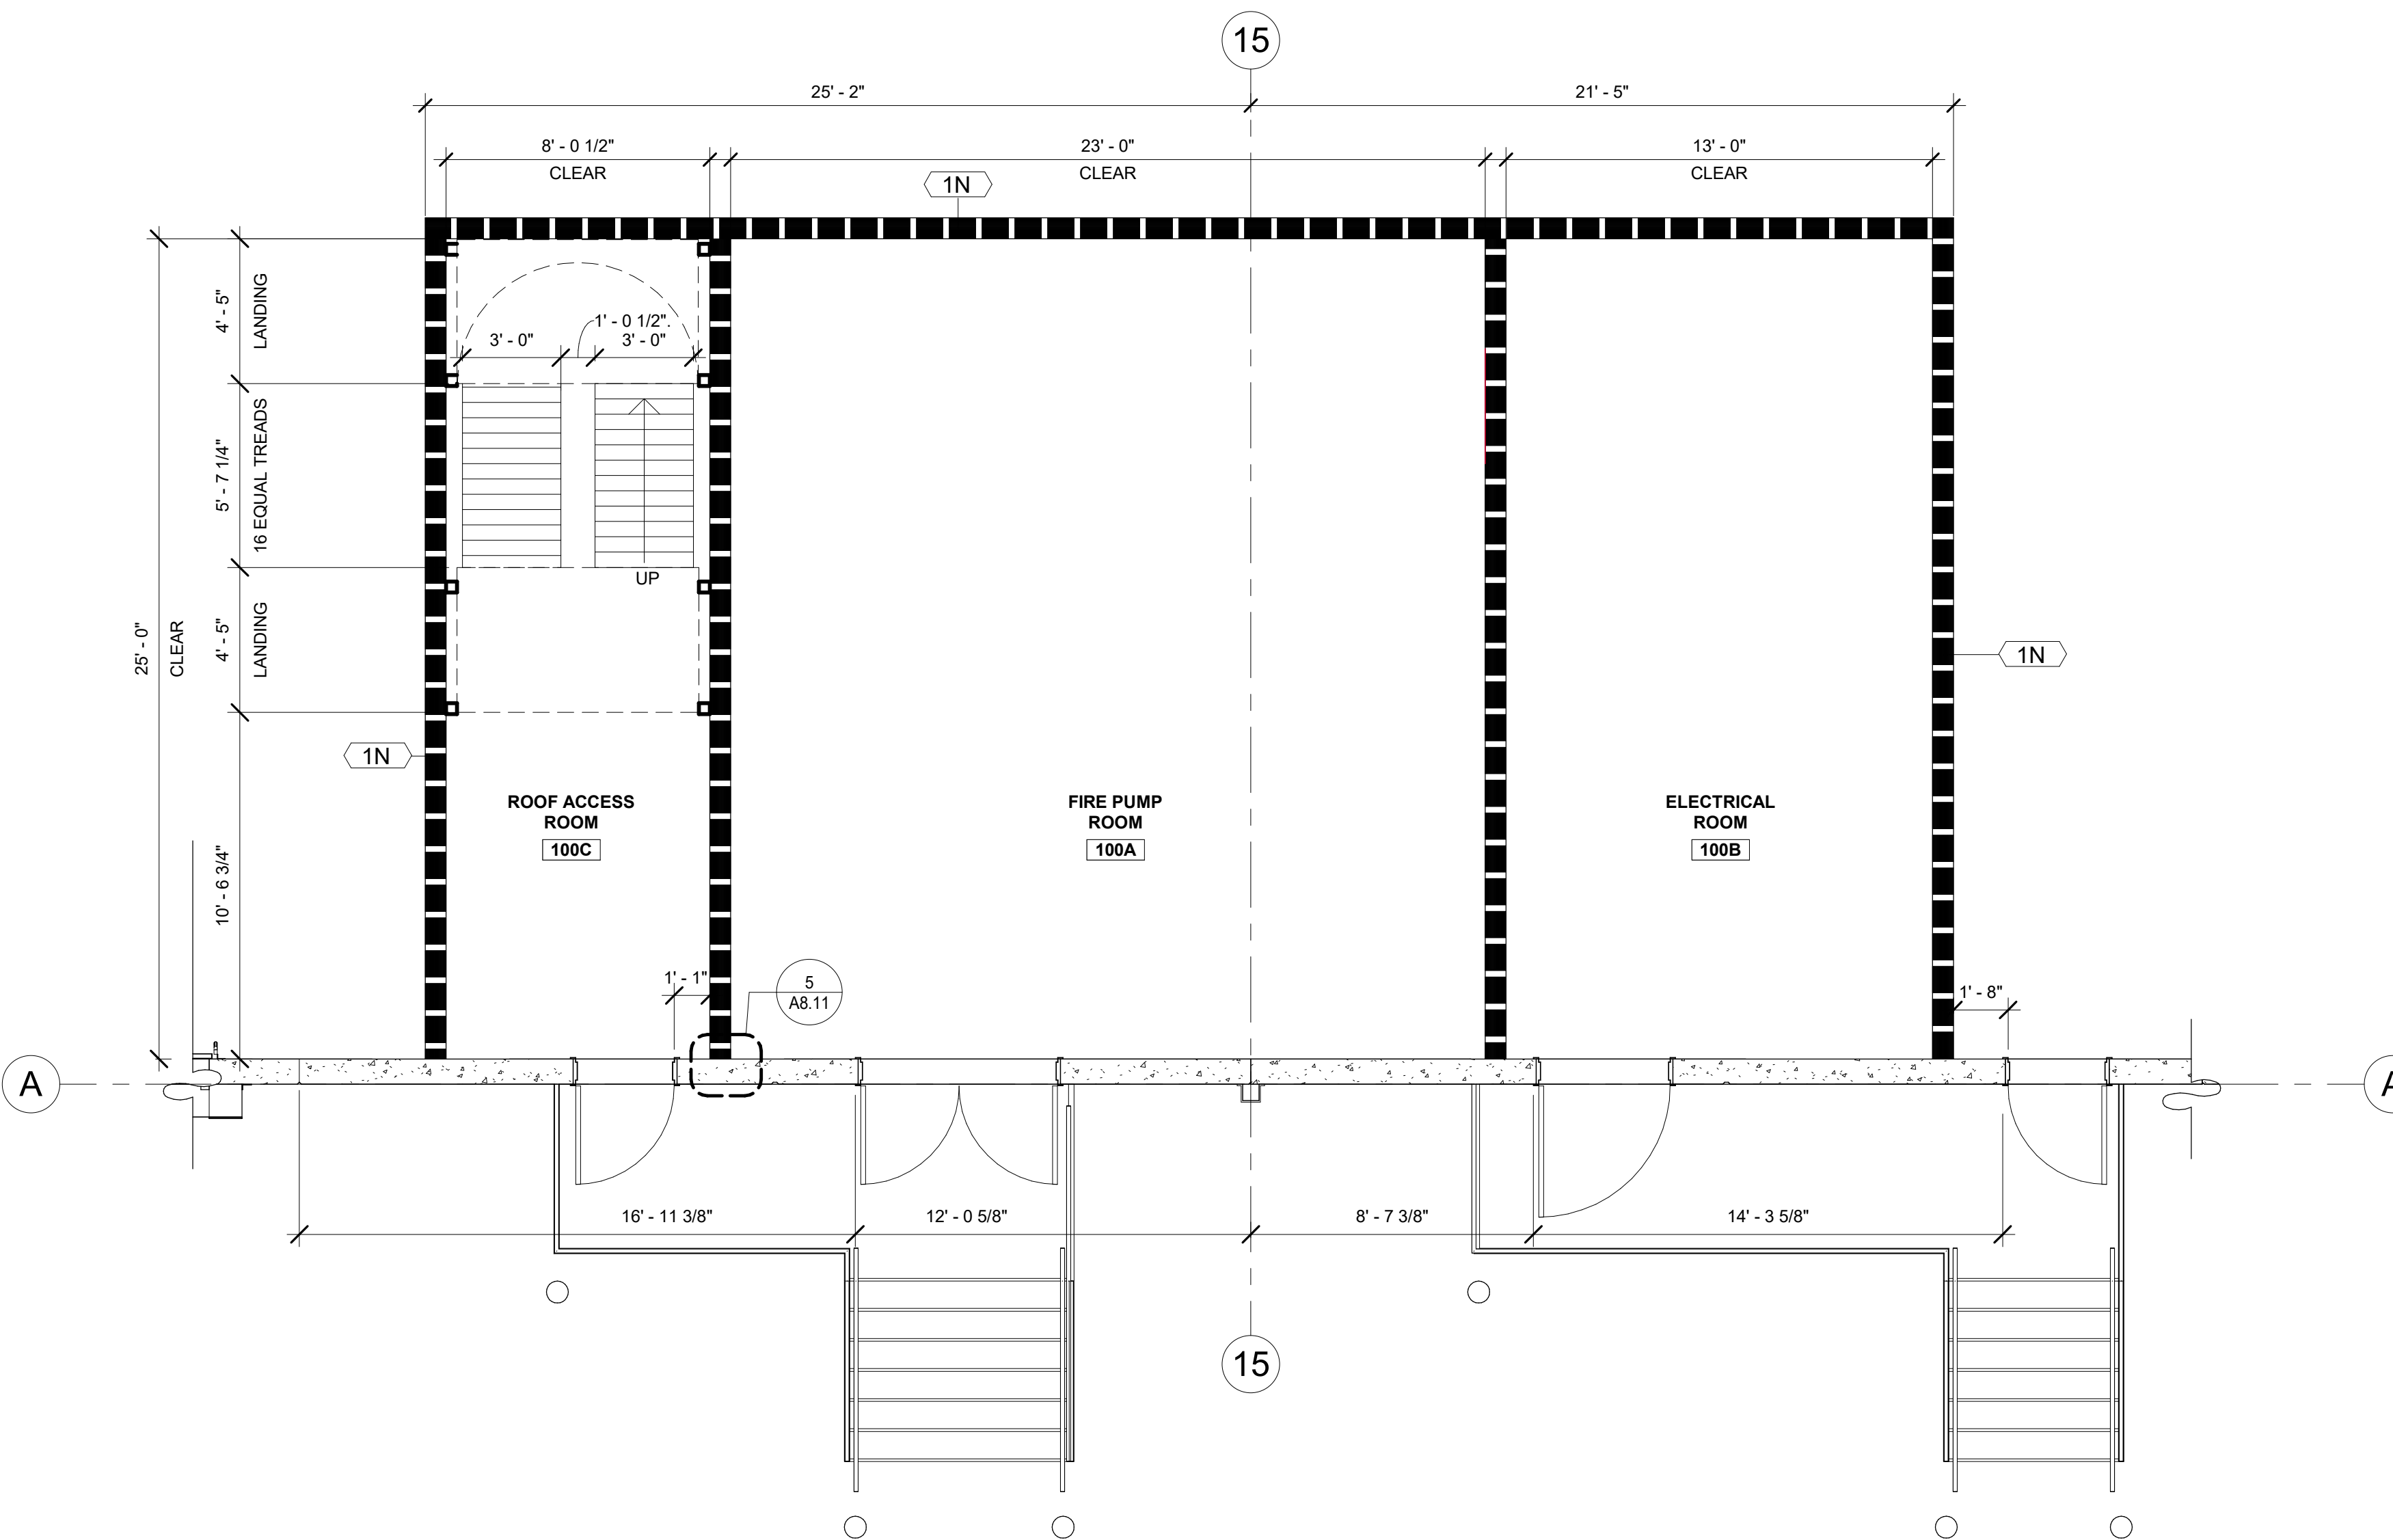 15
25' - 2"
21' - 5"
8' - 0 1/2"
CLEAR
23' - 0"
CLEAR
13' - 0"
CLEAR
1N
4' - 5"
LANDING
1' - 0 1/2".
3' - 0"
3' - 0"
5' - 7 1/4"
16 EQUAL TREADS
UP
25' - 0"
CLEAR
4' - 5"
LANDING
1N
1N
ROOF ACCESS
ROOM
100C
FIRE PUMP
ROOM
100A
ELECTRICAL
ROOM
100B
10' - 6 3/4"
1' - 1"
5
A8.11
1' - 8"
A
A
16' - 11 3/8"
12' - 0 5/8"
8' - 7 3/8"
14' - 3 5/8"
15